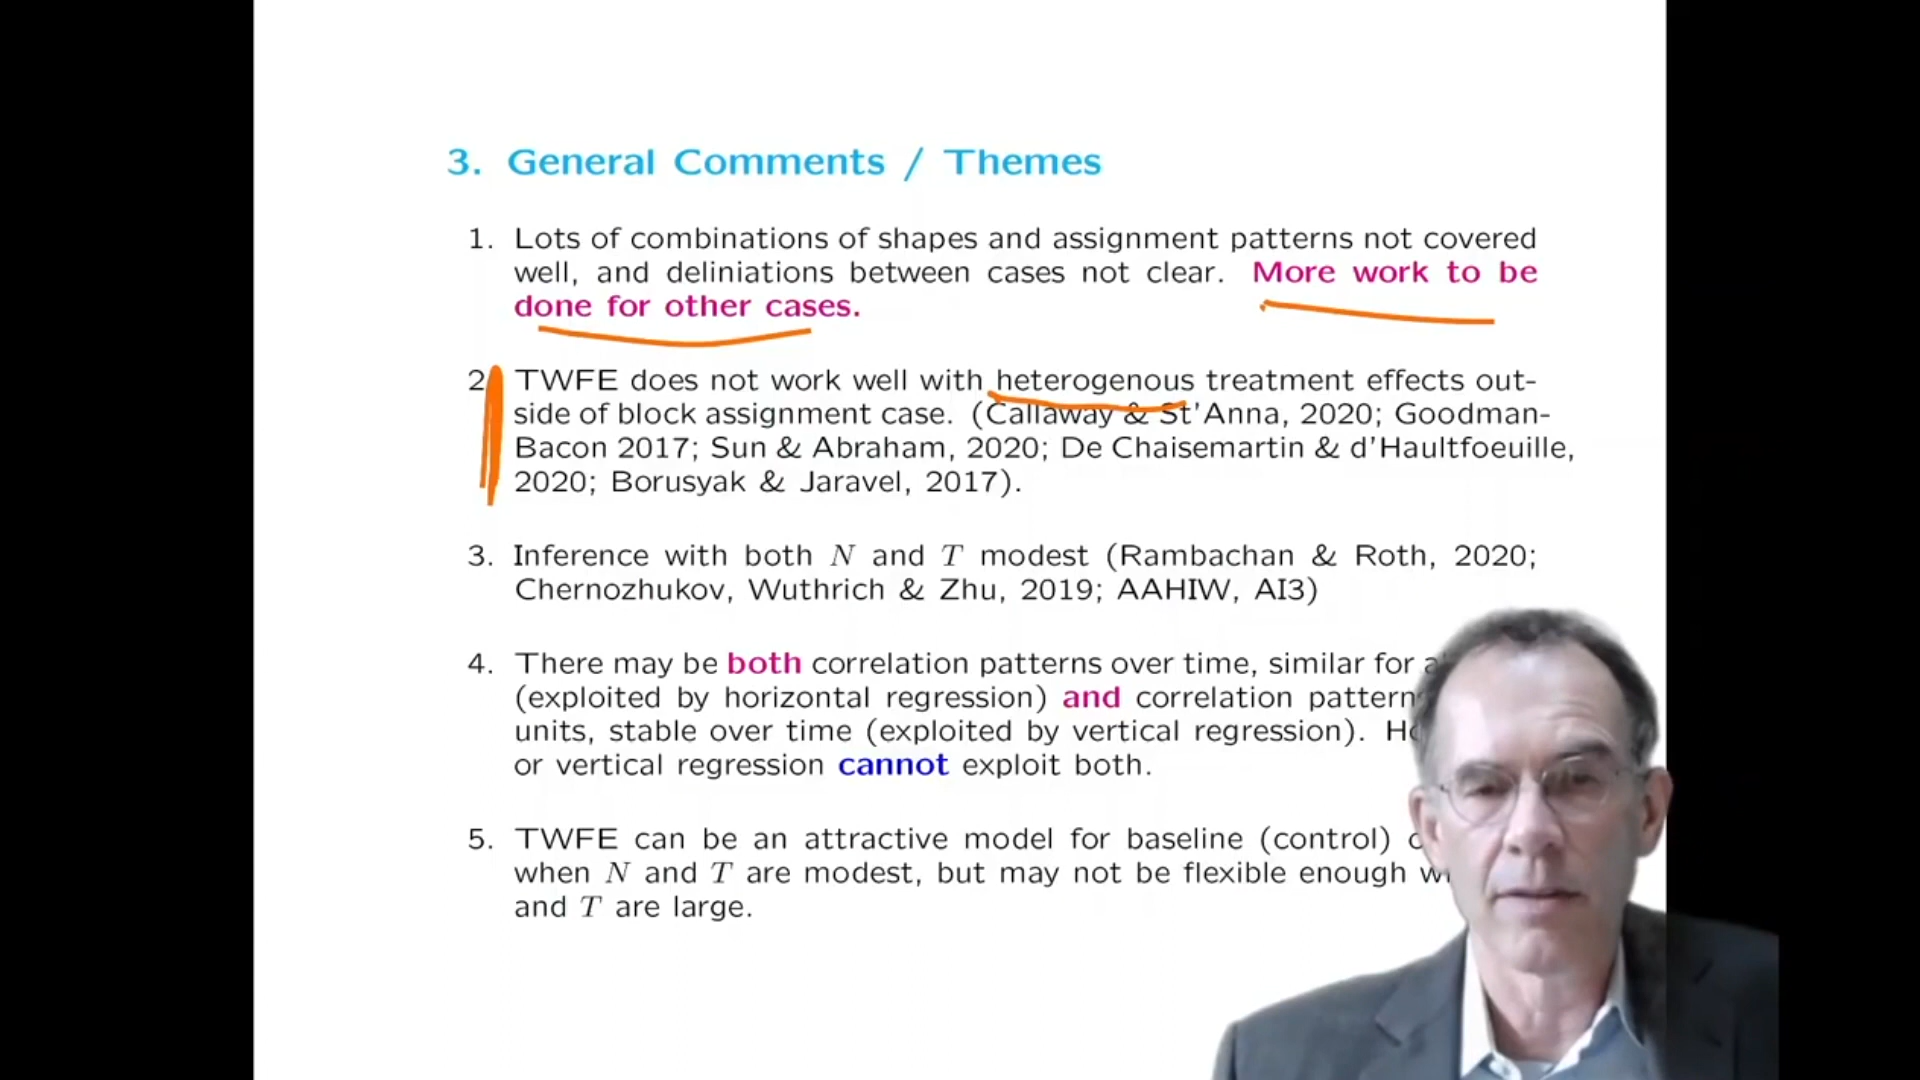 3. General Comments / Themes
1. Lots of combinations of shapes and assignment patterns not covered
well, and deliniations between cases not clear. More work to be
done for other cases.
2 TWFE does not work well with heterogenous treatment effects out-
side of block assignment case. (Callaway & St'Anna, 2020; Goodman-
Bacon 2017; Sun & Abraham, 2020; De Chaisemartin & d'Haultfoeuille,
2020; Borusyak & Jaravel, 2017).
3. Inference with both N and T modest (Rambachan & Roth, 2020;
Chernozhukov, Wuthrich & Zhu, 2019; AAHIW, AI3)
4. There may be both correlation patterns over time, similar for
(exploited by horizontal regression) and correlation pattern
units, stable over time (exploited by vertical regression).
or vertical regression cannot exploit both.
5. TWFE can be an attractive model for baseline (control)
when N and T are modest, but may not be flexible enough
and T are large.